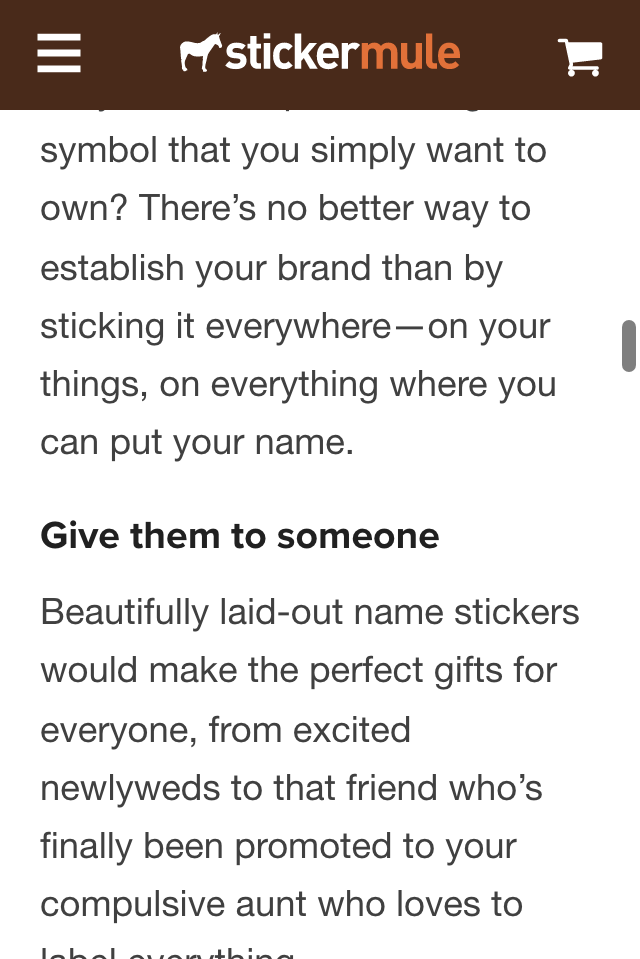 stickermule
symbol that you simply want to
own? There’s no better way to
establish your brand than by
sticking it everywhere—on your
things, on everything where you
can put your name.
Give them to someone
Beautifully laid-out name stickers
would make the perfect gifts for
everyone, from excited
newlyweds to that friend who’s
finally been promoted to your
compulsive aunt who loves to
label everything